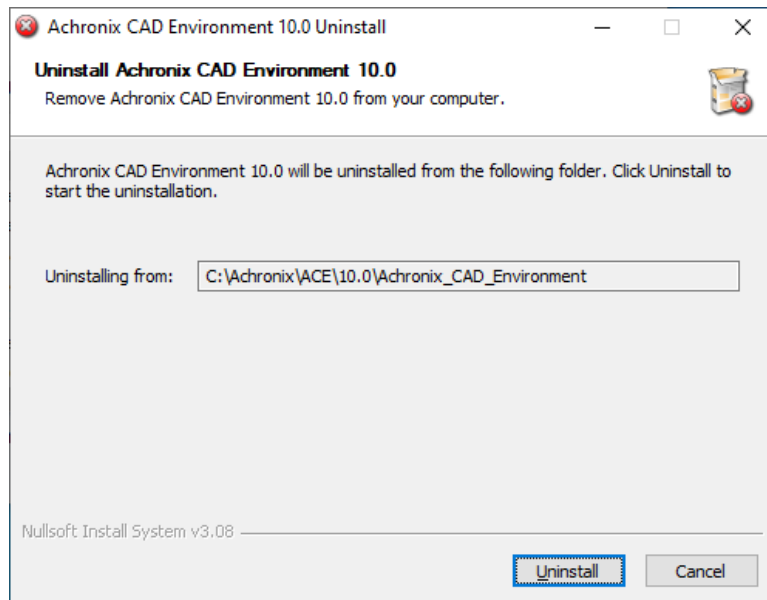 Achronix CAD Environment 10.0 Uninstall
Uninstall Achronix CAD Environment 10.0
Remove Achronix CAD Environment 10.0 from your computer.
Achronix CAD Environment 10.0 will be uninstalled from the following folder. Click Uninstall to
start the uninstallation.
Uninstalling from: C:\Achronix\ACE\10.0\Achronix_CAD_Environment
Nullsoft Install System v3.08
Uninstall Cancel